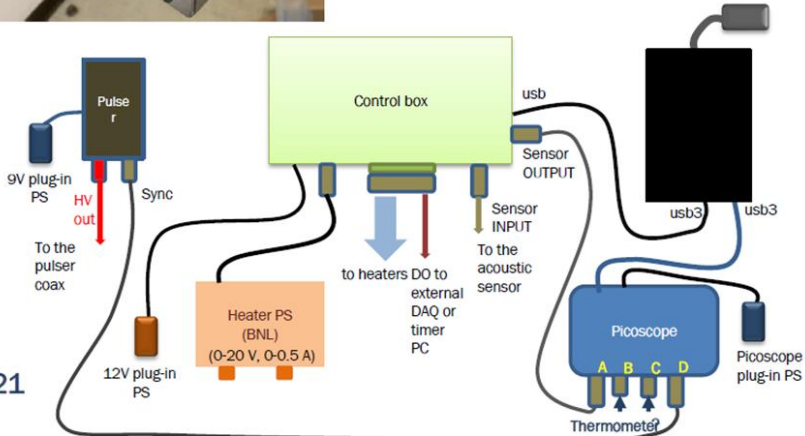 Pulse
r
9V plug-in
PS
HV
out
Sync
To the
pulser
coax
Control box
usb
Sensor
OUTPUT
Sensor
INPUT
To the
acoustic
sensor
to heaters
DO to
external
DAQ or
timer
PC
Heater PS
(BNL)
(0-20 V, 0-0.5 A)
12V plug-in
PS
21
usb3
usb3
Picoscope
A B C D
Thermometer?
Picoscope
plug-in PS